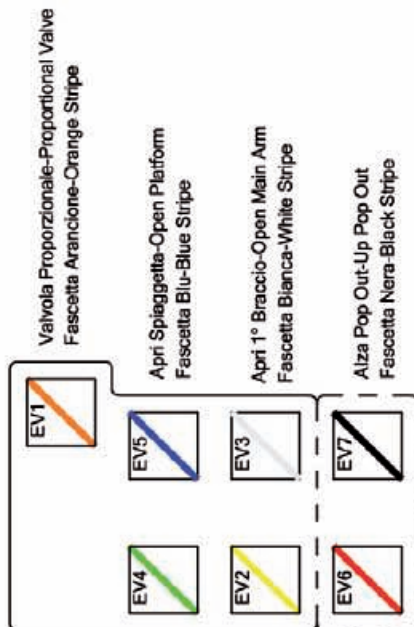 EV1
Valvola Proporzionale-Proportional Valve
Fascetta Arancione-Orange Stripe
EV4
EV5
Apri Spiaggetta-Open Platform
Fascetta Blu-Blue Stripe
EV2
EV3
Apri 1° Braccio-Open Main Arm
Fascetta Bianca-White Stripe
EV6
EV7
Alza Pop Out-Up Pop Out
Fascetta Nera-Black Stripe